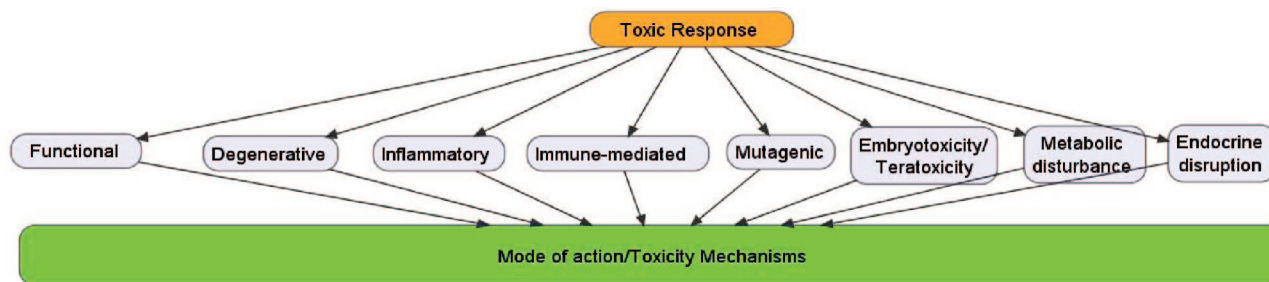 Toxic Response
Functional
Degenerative
Inflammatory
Immune-mediated
Mutagenic
Embryotoxicity/
Teratoxicity
Metabolic
disturbance
Endocrine
disruption
Mode of action/Toxicity Mechanisms